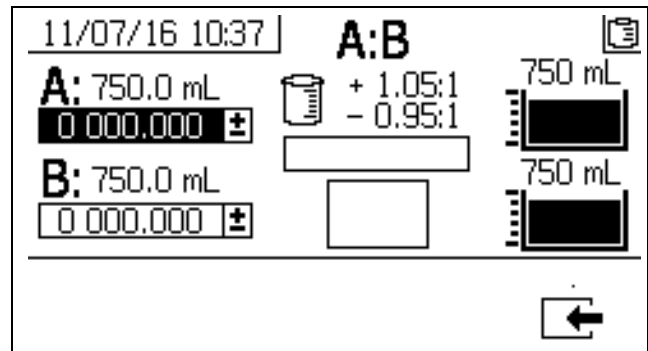 11/07/16 10:37
A:B
A: 750.0 mL
0 000.000 ±
+ 1.05:1
- 0.95:1
750 mL
B: 750.0 mL
0 000.000 ±
750 mL